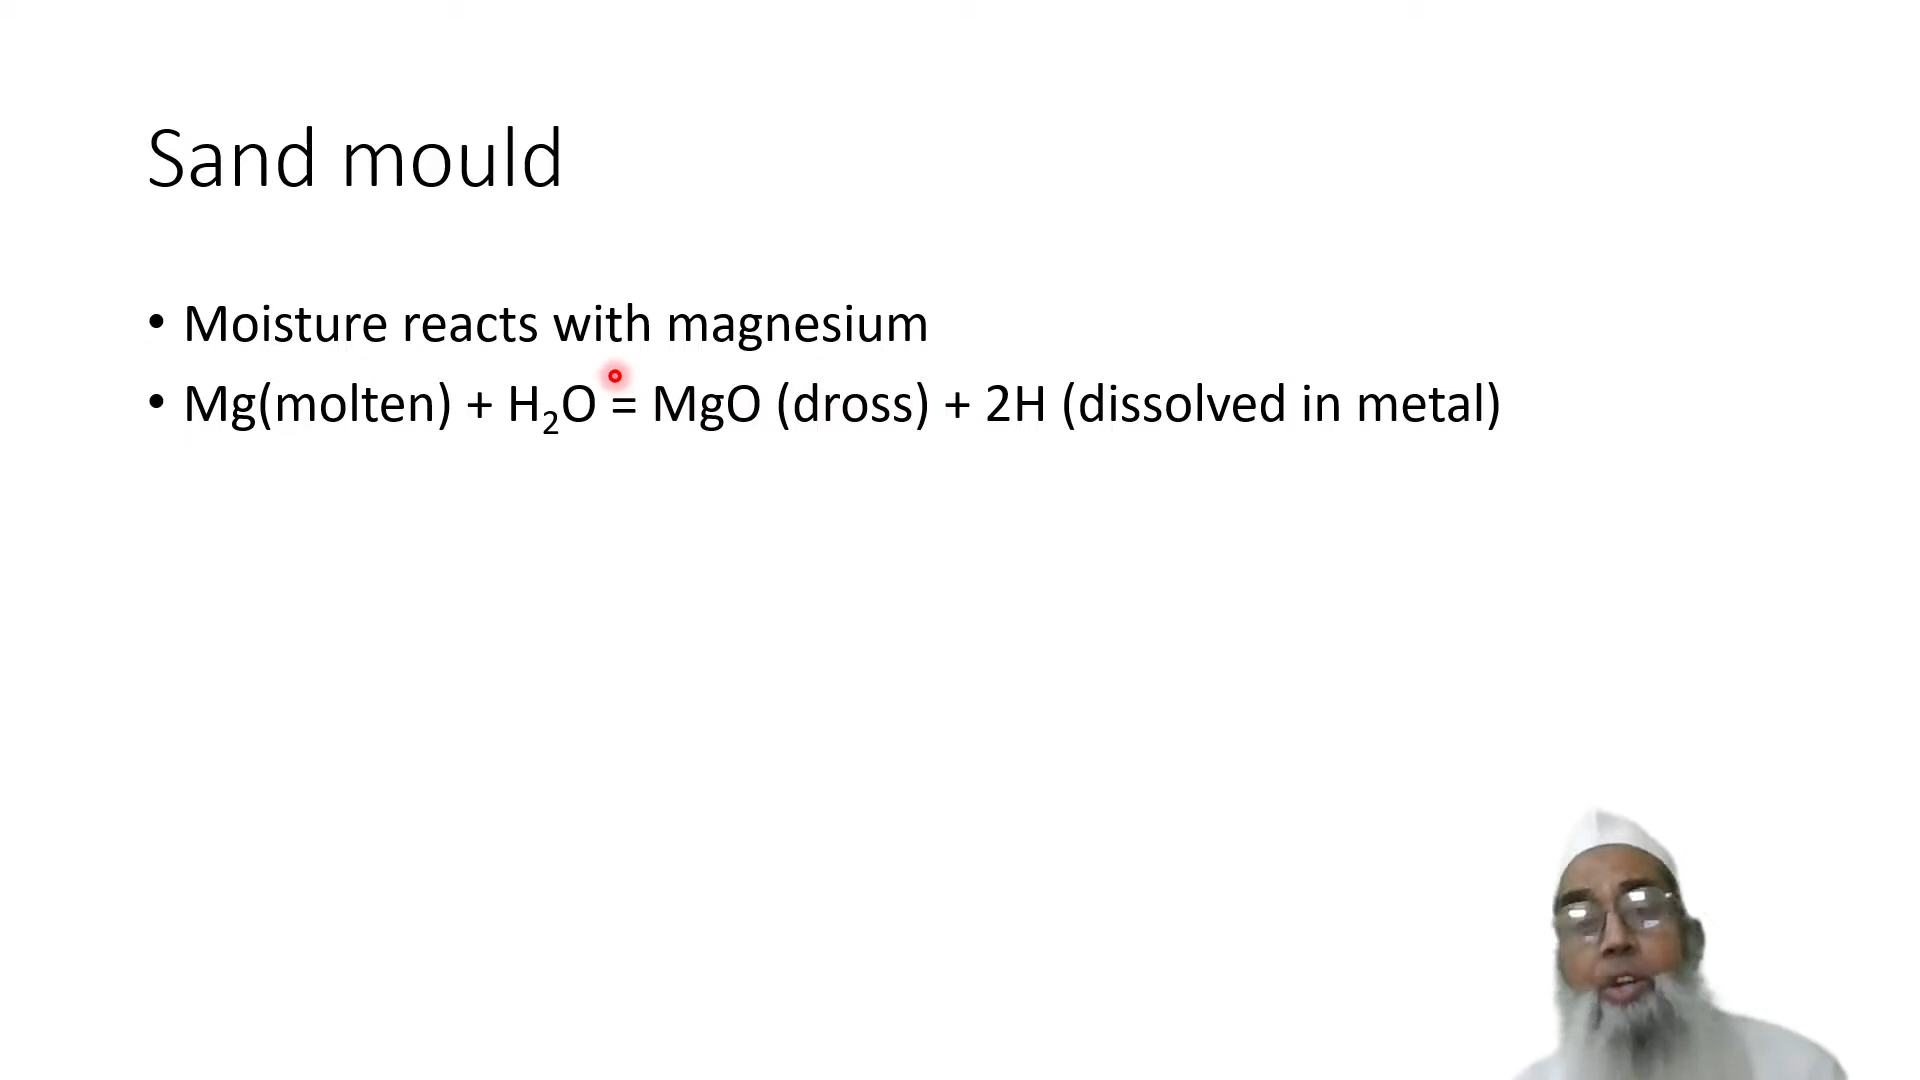 Sand mould
• Moisture reacts with magnesium
• Mg(molten) + H₂O = MgO (dross) + 2H (dissolved in metal)